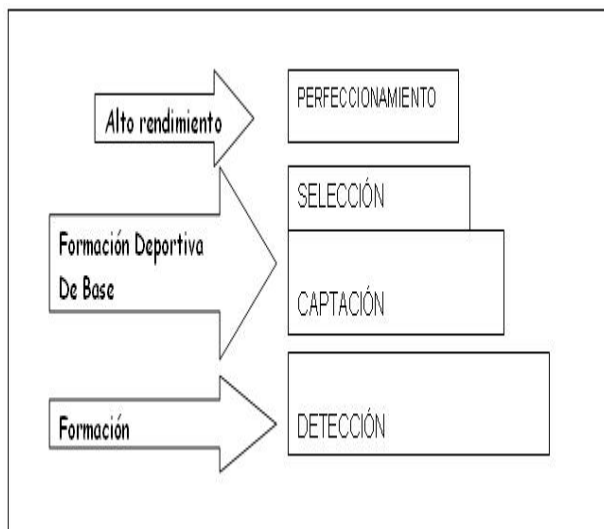 Alto rendimiento
PERFECCIONAMIENTO
Formación Deportiva
De Base
SELECCIÓN
CAPTACIÓN
Formación
DETECCIÓN